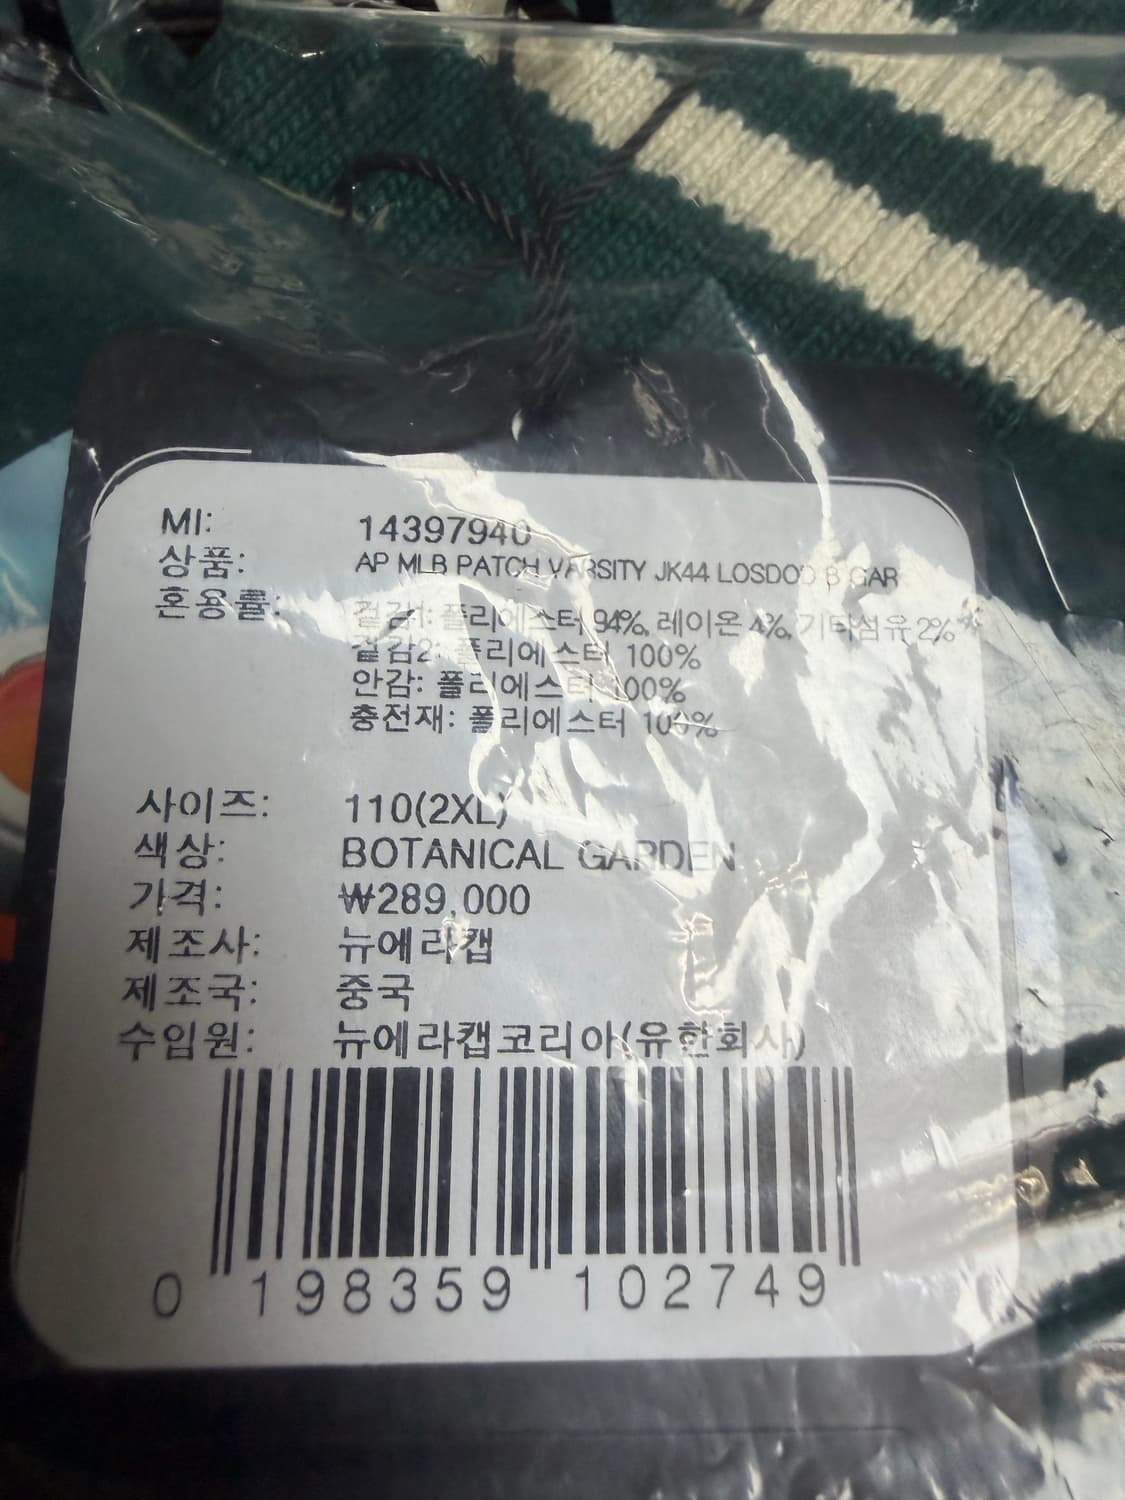 MI: 14397940
상품: AP MLB PATCH VARSITY JK44 LOSDOD B GAR
혼용률: 겉감1: 폴리에스터 94%, 레이온 4%, 기타섬유 2%
겉감2: 폴리에스터 100%
안감: 폴리에스터 100%
충전재: 폴리에스터 100%
사이즈: 110(2XL)
색상: BOTANICAL GARDEN
가격: ₩289,000
제조사: 뉴에라캡
제조국: 중국
수입원: 뉴에라캡코리아(유한회사)
0 198359 102749